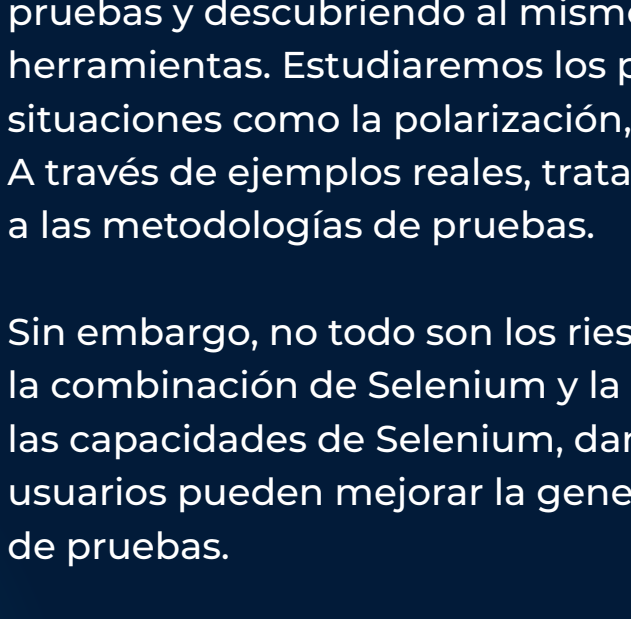 pruebas y descubriendo al mismo
herramientas. Estudiaremos los
situaciones como la polarización,
A través de ejemplos reales, trata
a las metodologías de pruebas.
Sin embargo, no todo son los ries
la combinación de Selenium y la
las capacidades de Selenium, dar
usuarios pueden mejorar la gene
de pruebas.